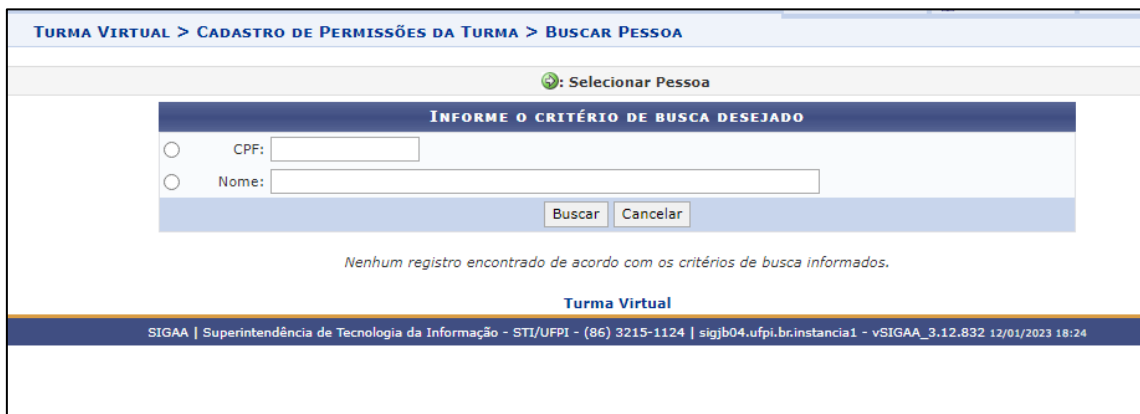 Turma Virtual > Cadastro de Permissões da Turma > Buscar Pessoa
: Selecionar Pessoa
Informe o critério de busca desejado
CPF:
Nome:
Buscar Cancelar
Nenhum registro encontrado de acordo com os critérios de busca informados.
Turma Virtual
SIGAA | Superintendência de Tecnologia da Informação - STI/UFPI - (86) 3215-1124 | sigjb04.ufpi.br.instancia1 - vSIGAA_3.12.832 12/01/2023 18:24